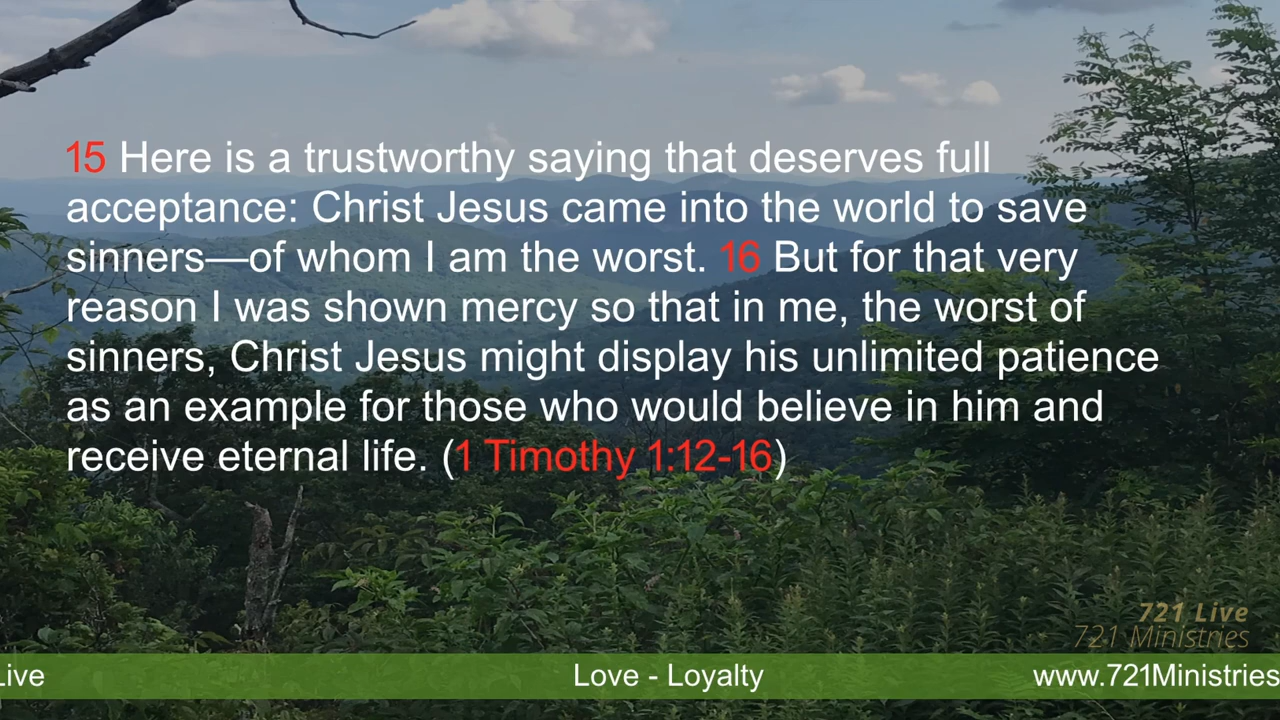 15 Here is a trustworthy saying that deserves full
acceptance: Christ Jesus came into the world to save
sinners—of whom I am the worst. 16 But for that very
reason I was shown mercy so that in me, the worst of
sinners, Christ Jesus might display his unlimited patience
as an example for those who would believe in him and
receive eternal life. (1 Timothy 1:12-16)
721 Live
721 Ministries
Live Love - Loyalty www.721Ministries